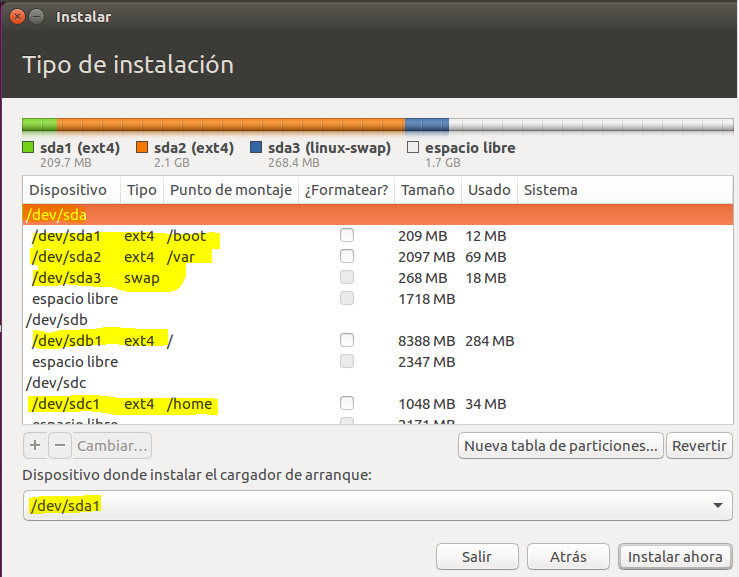 Instalar
Tipo de instalación
sda1 (ext4) sda2 (ext4) sda3 (linux-swap) espacio libre
209.7 MB 2.1 GB 268.4 MB 1.7 GB
Dispositivo Tipo Punto de montaje ¿Formatear? Tamaño Usado Sistema
/dev/sda
/dev/sda1 ext4 /boot 209 MB 12 MB
/dev/sda2 ext4 /var 2097 MB 69 MB
/dev/sda3 swap 268 MB 18 MB
espacio libre 1718 MB
/dev/sdb
/dev/sdb1 ext4 / 8388 MB 284 MB
espacio libre 2347 MB
/dev/sdc
/dev/sdc1 ext4 /home 1048 MB 34 MB
espacio libre 2171 MB
+ − Cambiar... Nueva tabla de particiones... Revertir
Dispositivo donde instalar el cargador de arranque:
/dev/sda1
Salir Atrás Instalar ahora